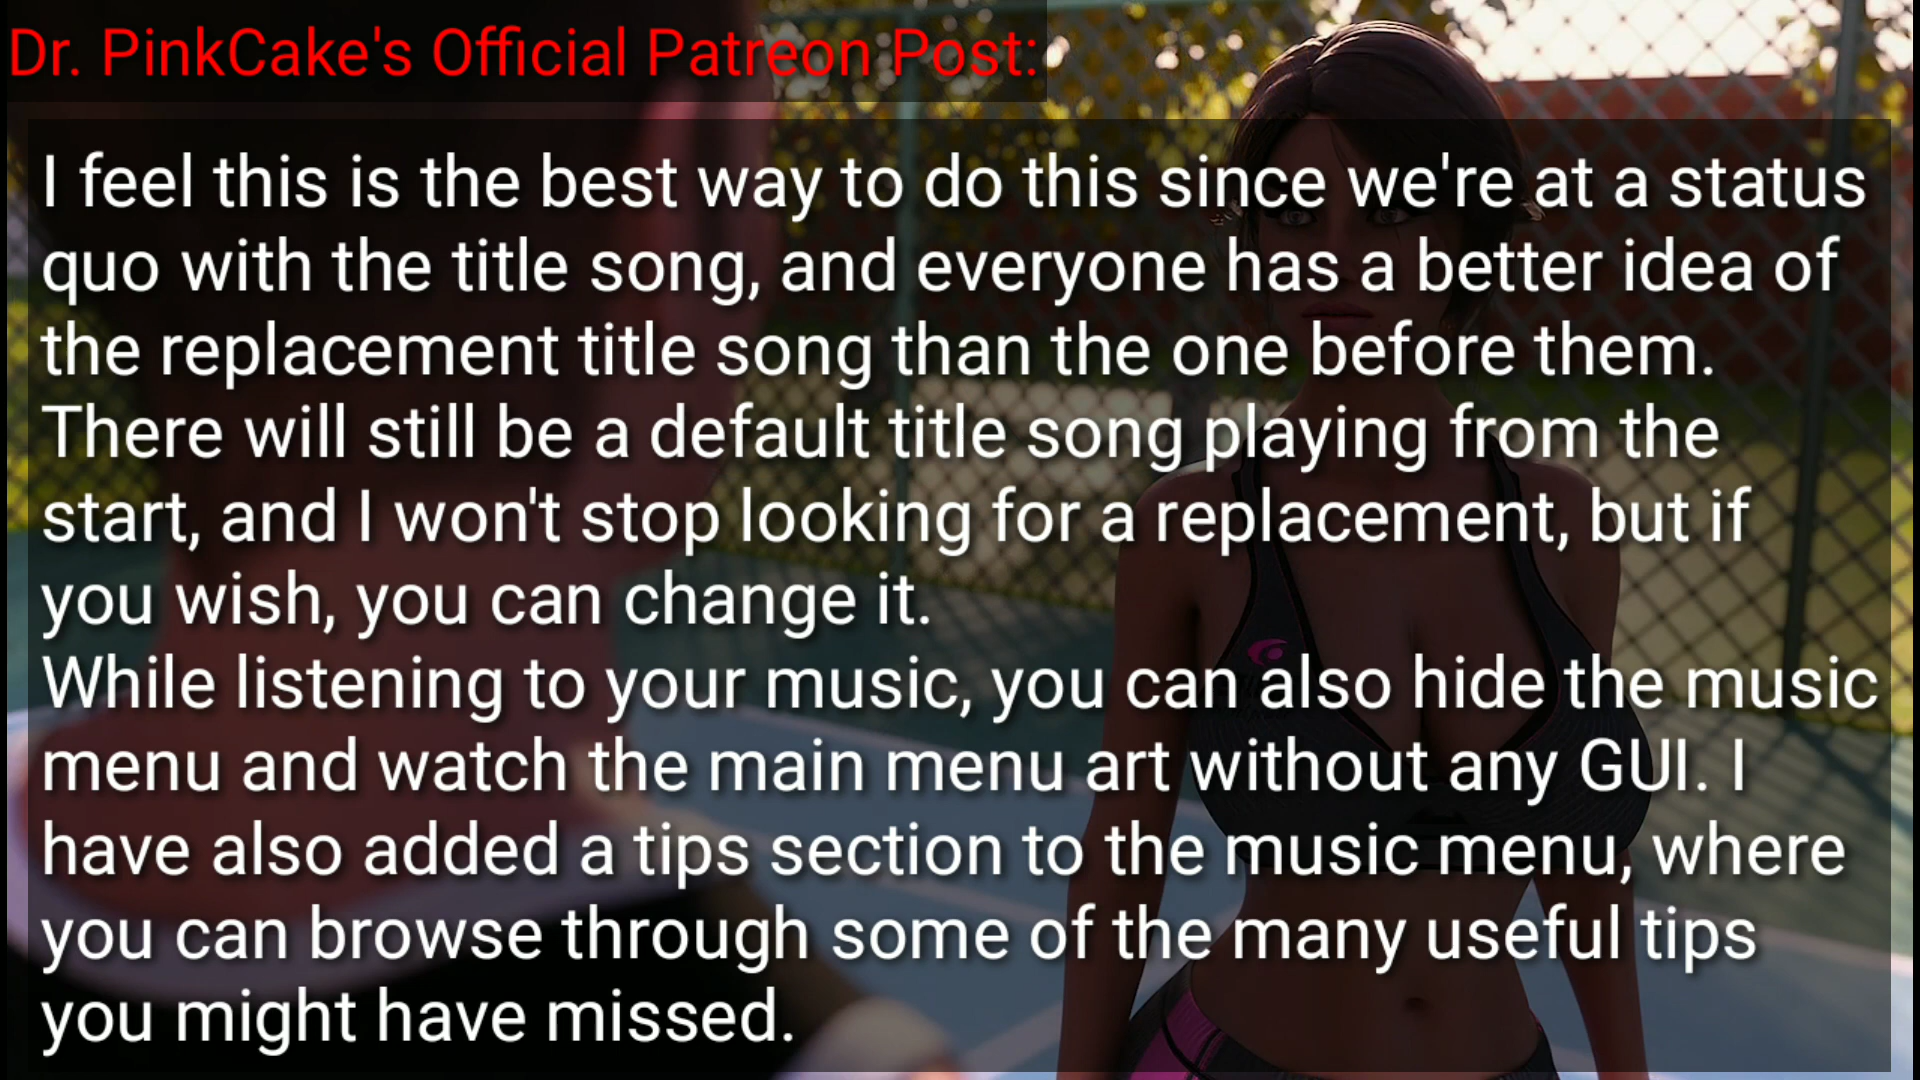 Dr. PinkCake's Official Patreon Post:
I feel this is the best way to do this since we're at a status
quo with the title song, and everyone has a better idea of
the replacement title song than the one before them.
There will still be a default title song playing from the
start, and I won't stop looking for a replacement, but if
you wish, you can change it.
While listening to your music, you can also hide the music
menu and watch the main menu art without any GUI. I
have also added a tips section to the music menu, where
you can browse through some of the many useful tips
you might have missed.